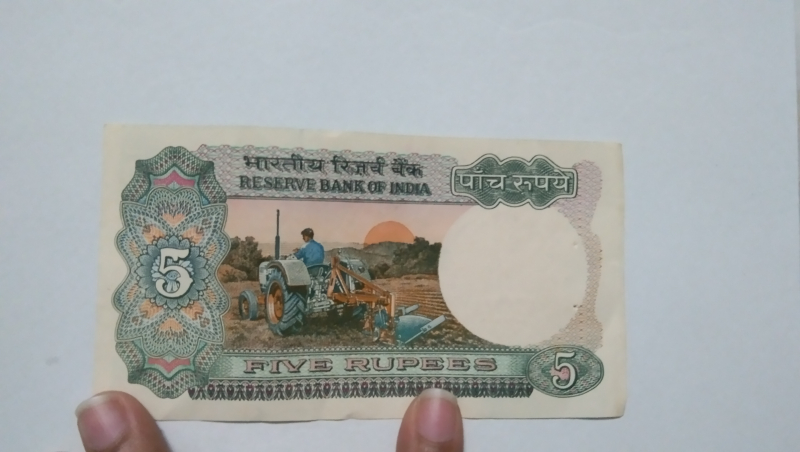 भारतीय रिज़र्व बैंक
RESERVE BANK OF INDIA
पाँच रुपये
5
FIVE RUPEES
5